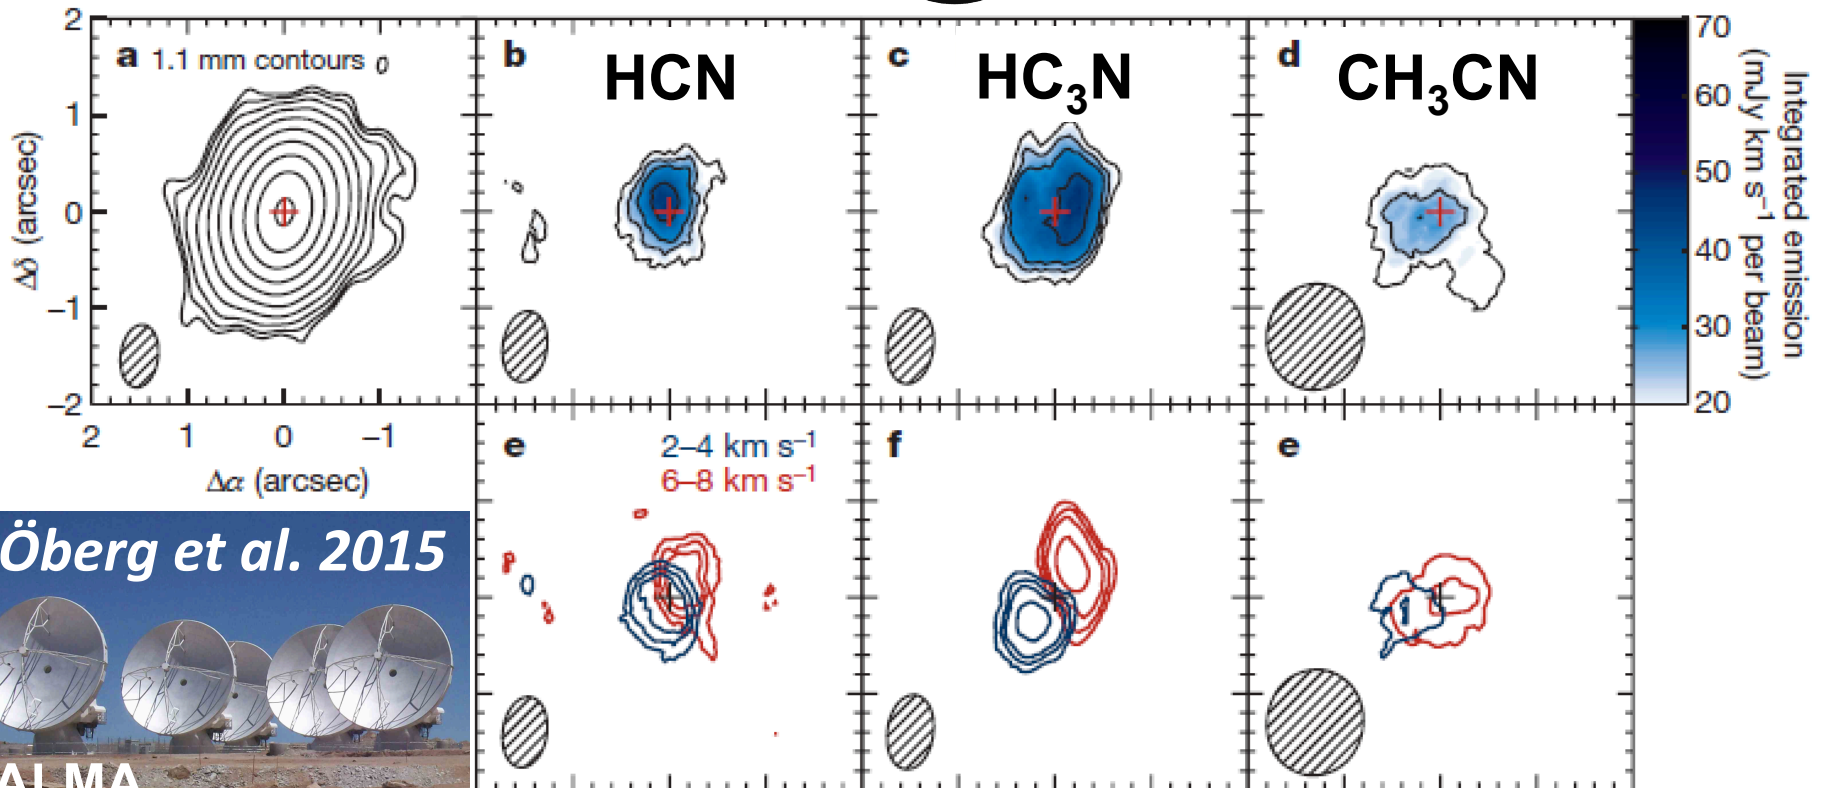 a 1.1 mm contours
b HCN
c HC₃N
d CH₃CN
2
1
0
−1
−2
Δδ (arcsec)
2 1 0 −1
Δα (arcsec)
70
60
50
40
30
20
Integrated emission
(mJy km s⁻¹ per beam)
e 2–4 km s⁻¹
6–8 km s⁻¹
f
e
Öberg et al. 2015
ALMA